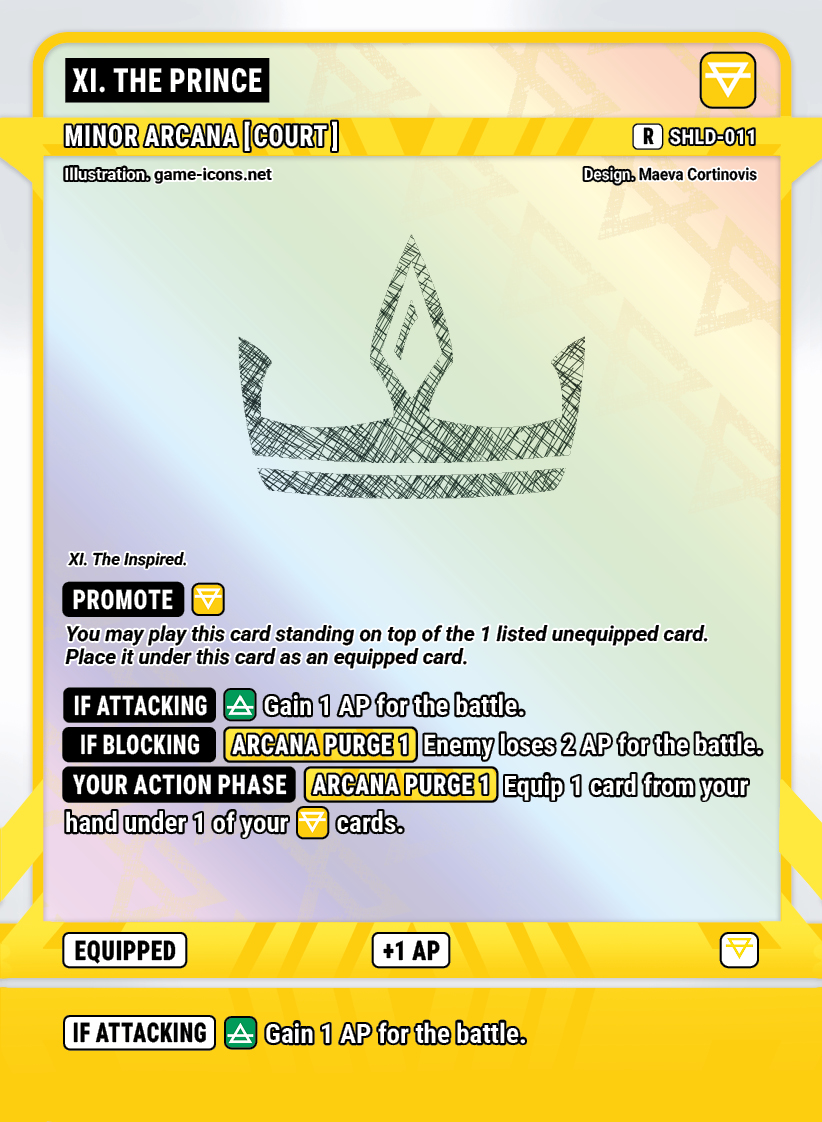 XI. THE PRINCE
MINOR ARCANA [COURT]
R SHLD-011
Illustration. game-icons.net
Design. Maeva Cortinovis
XI. The Inspired.
PROMOTE
You may play this card standing on top of the 1 listed unequipped card.
Place it under this card as an equipped card.
IF ATTACKING Gain 1 AP for the battle.
IF BLOCKING ARCANA PURGE 1 Enemy loses 2 AP for the battle.
YOUR ACTION PHASE ARCANA PURGE 1 Equip 1 card from your
hand under 1 of your cards.
EQUIPPED +1 AP
IF ATTACKING Gain 1 AP for the battle.